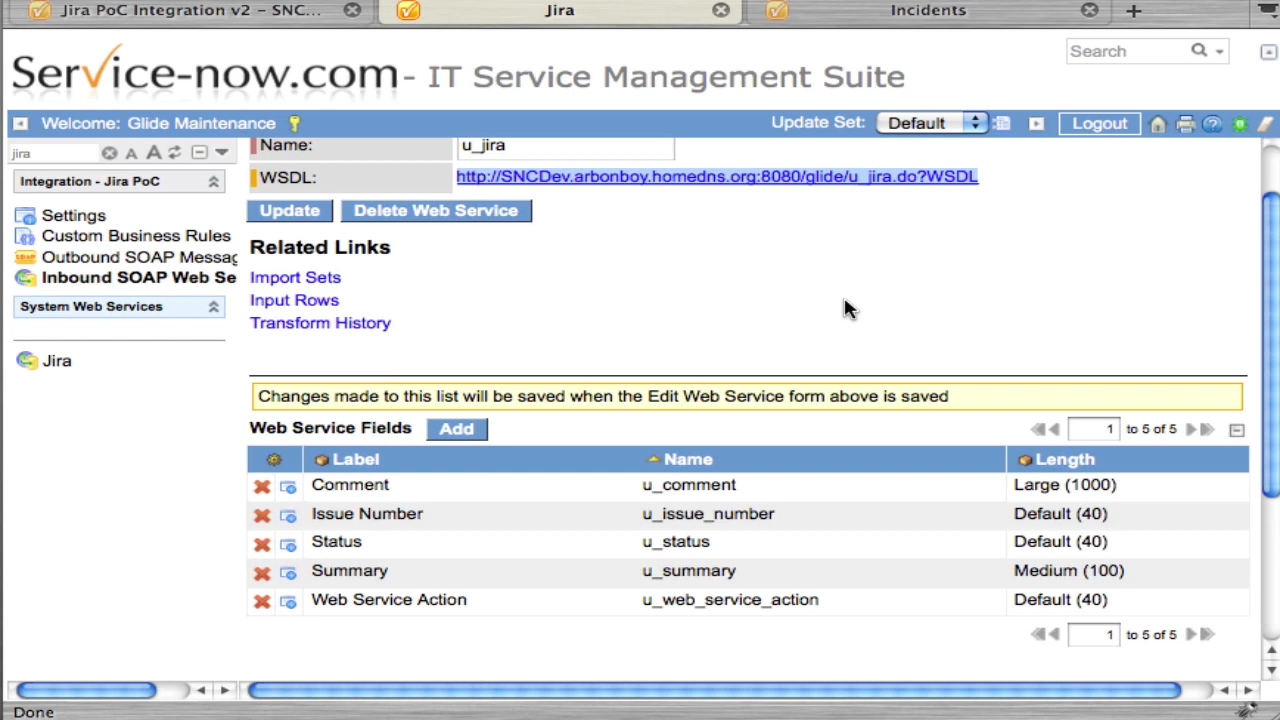 Jira PoC Integration v2 – SNC...
Jira
Incidents
Service-now.com - IT Service Management Suite
Search
Welcome: Glide Maintenance
Update Set: Default
Logout
jira
A A
Integration - Jira PoC
Settings
Custom Business Rules
Outbound SOAP Messag
Inbound SOAP Web Se
System Web Services
Jira
Name: u_jira
WSDL: http://SNCDev.arbonboy.homedns.org:8080/glide/u_jira.do?WSDL
Update Delete Web Service
Related Links
Import Sets
Input Rows
Transform History
Changes made to this list will be saved when the Edit Web Service form above is saved
Web Service Fields Add 1 to 5 of 5
Label Name Length
Comment u_comment Large (1000)
Issue Number u_issue_number Default (40)
Status u_status Default (40)
Summary u_summary Medium (100)
Web Service Action u_web_service_action Default (40)
1 to 5 of 5
Done